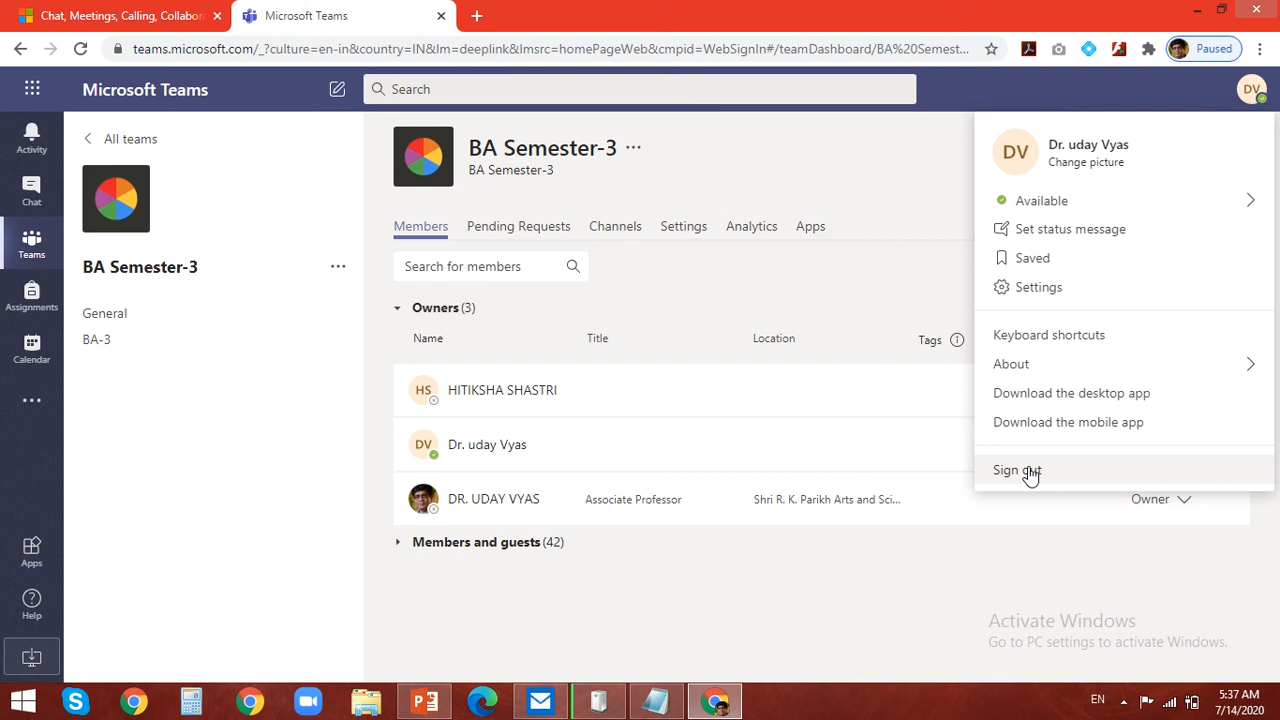 Chat, Meetings, Calling, Collabor
Microsoft Teams
teams.microsoft.com/_?culture=en-in&country=IN&lm=deeplink&lmsrc=homePageWeb&cmpid=WebSignIn#/teamDashboard/BA%20Semest...
Paused
Microsoft Teams
Search
DV
Activity
Chat
Teams
Assignments
Calendar
Apps
Help
All teams
BA Semester-3
General
BA-3
BA Semester-3
BA Semester-3
Members
Pending Requests
Channels
Settings
Analytics
Apps
Search for members
Owners (3)
Name
Title
Location
Tags
HS
HITIKSHA SHASTRI
DV
Dr. uday Vyas
DR. UDAY VYAS
Associate Professor
Shri R. K. Parikh Arts and Sci...
Owner
Members and guests (42)
DV
Dr. uday Vyas
Change picture
Available
Set status message
Saved
Settings
Keyboard shortcuts
About
Download the desktop app
Download the mobile app
Sign out
Activate Windows
Go to PC settings to activate Windows.
EN
5:37 AM
7/14/2020